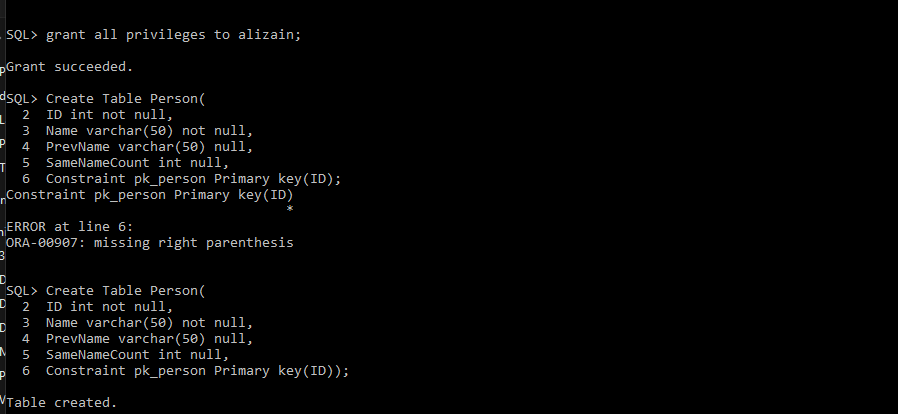 SQL> grant all privileges to alizain;
Grant succeeded.
SQL> Create Table Person(
2 ID int not null,
3 Name varchar(50) not null,
4 PrevName varchar(50) null,
5 SameNameCount int null,
6 Constraint pk_person Primary key(ID);
Constraint pk_person Primary key(ID)
*
ERROR at line 6:
ORA-00907: missing right parenthesis
SQL> Create Table Person(
2 ID int not null,
3 Name varchar(50) not null,
4 PrevName varchar(50) null,
5 SameNameCount int null,
6 Constraint pk_person Primary key(ID));
Table created.